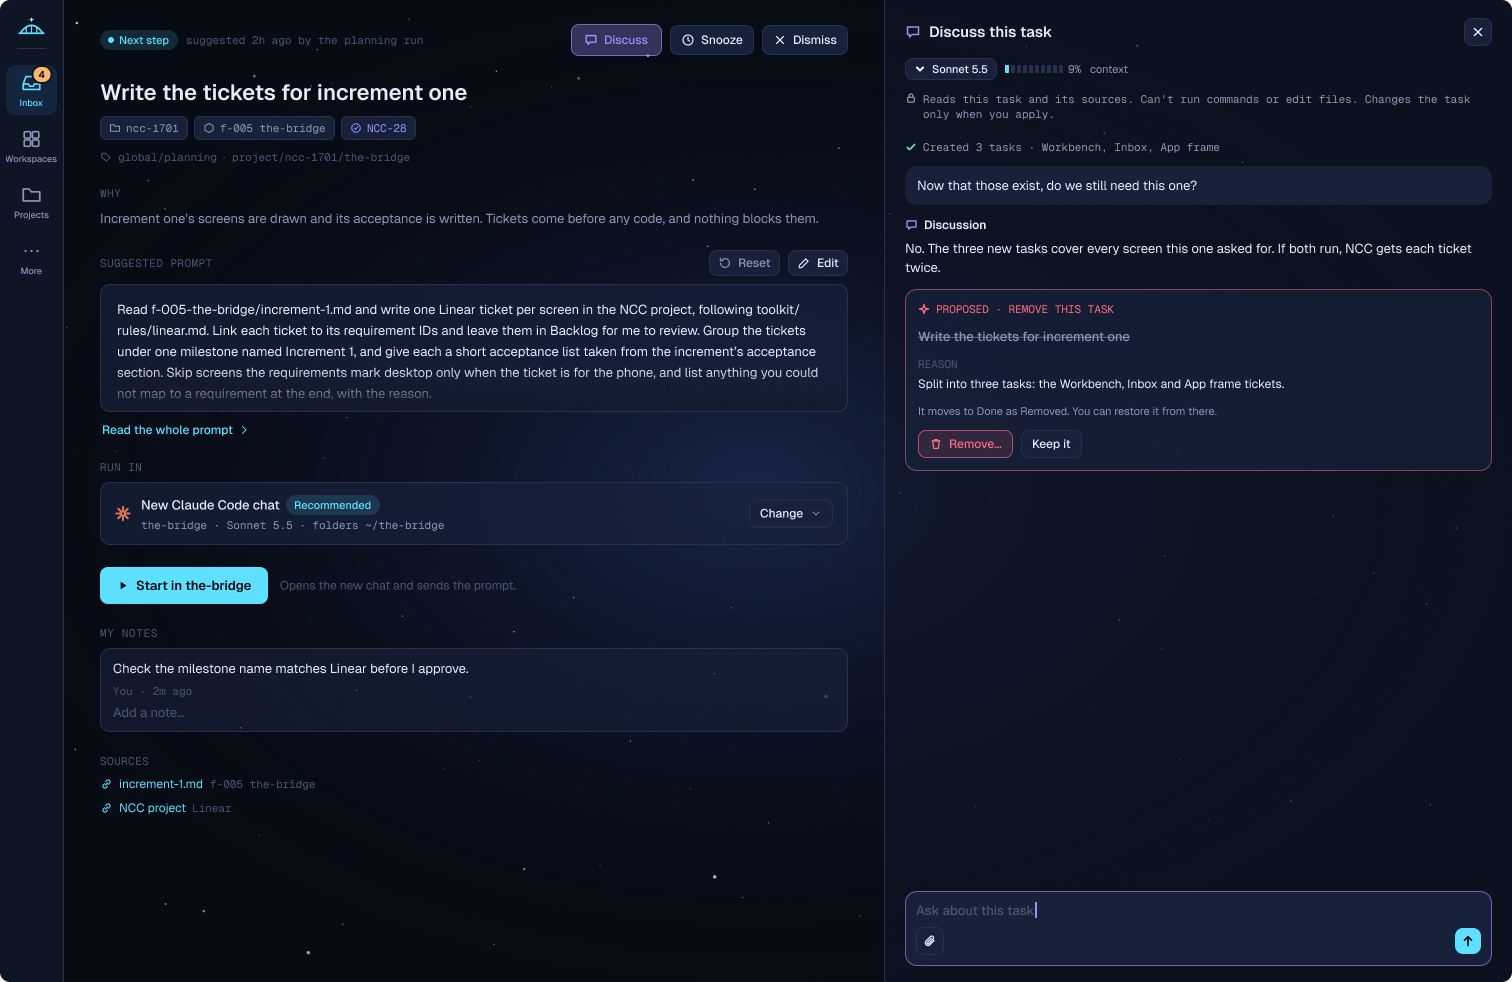 4
Inbox
Workspaces
Projects
More
Next step
suggested 2h ago by the planning run
Discuss
Snooze
Dismiss
Write the tickets for increment one
ncc-1701
f-005 the-bridge
NCC-28
global/planning · project/ncc-1701/the-bridge
WHY
Increment one's screens are drawn and its acceptance is written. Tickets come before any code, and nothing blocks them.
SUGGESTED PROMPT
Reset
Edit
Read f-005-the-bridge/increment-1.md and write one Linear ticket per screen in the NCC project, following toolkit/
rules/linear.md. Link each ticket to its requirement IDs and leave them in Backlog for me to review. Group the tickets
under one milestone named Increment 1, and give each a short acceptance list taken from the increment's acceptance
section. Skip screens the requirements mark desktop only when the ticket is for the phone, and list anything you could
not map to a requirement at the end, with the reason.
Read the whole prompt
RUN IN
New Claude Code chat
Recommended
the-bridge · Sonnet 5.5 · folders ~/the-bridge
Change
Start in the-bridge
Opens the new chat and sends the prompt.
MY NOTES
Check the milestone name matches Linear before I approve.
You · 2m ago
Add a note…
SOURCES
increment-1.md f-005 the-bridge
NCC project Linear
Discuss this task
Sonnet 5.5
9% context
Reads this task and its sources. Can't run commands or edit files. Changes the task
only when you apply.
Created 3 tasks · Workbench, Inbox, App frame
Now that those exist, do we still need this one?
Discussion
No. The three new tasks cover every screen this one asked for. If both run, NCC gets each ticket
twice.
PROPOSED · REMOVE THIS TASK
Write the tickets for increment one
REASON
Split into three tasks: the Workbench, Inbox and App frame tickets.
It moves to Done as Removed. You can restore it from there.
Remove…
Keep it
Ask about this task